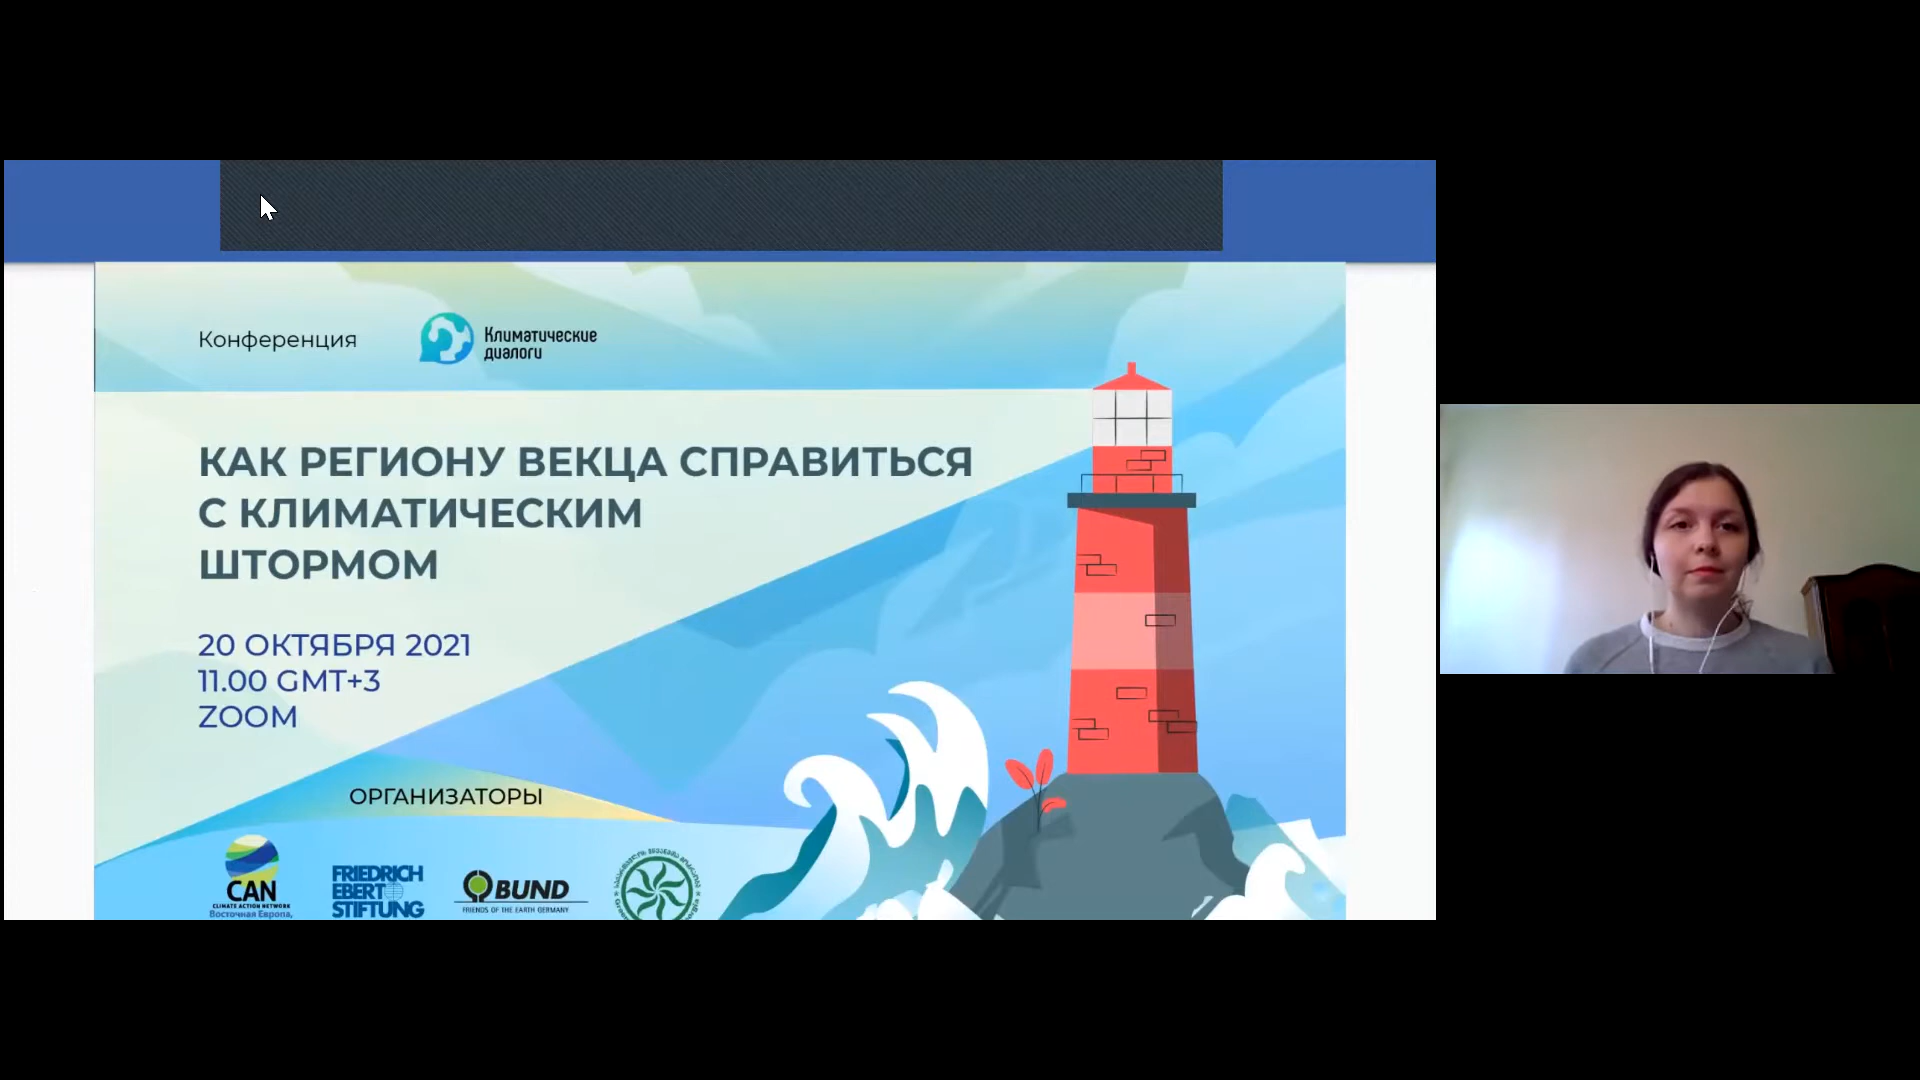 Конференция
Климатические
диалоги
КАК РЕГИОНУ ВЕКЦА СПРАВИТЬСЯ
С КЛИМАТИЧЕСКИМ
ШТОРМОМ
20 ОКТЯБРЯ 2021
11.00 GMT+3
ZOOM
ОРГАНИЗАТОРЫ
CAN
CLIMATE ACTION NETWORK
Восточная Европа,
FRIEDRICH
EBERT
STIFTUNG
BUND
FRIENDS OF THE EARTH GERMANY